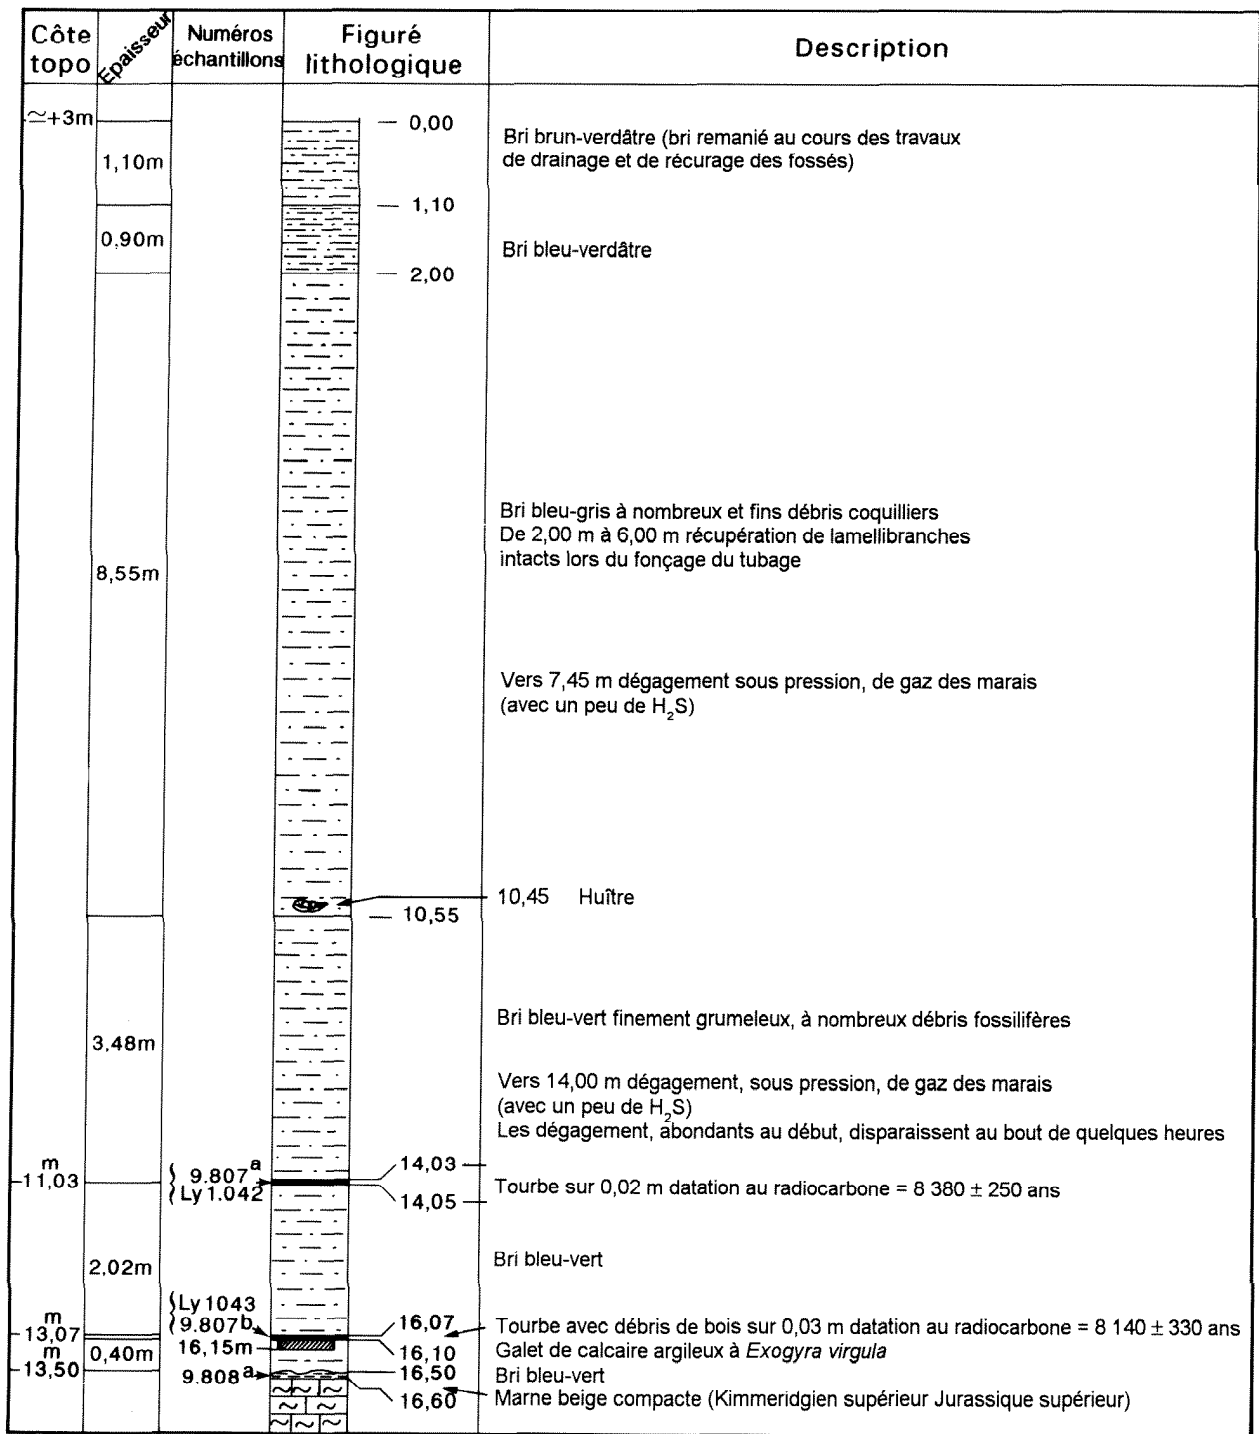 Côte
topo
Epaisseur
Numéros
échantillons
Figuré
lithologique
Description
≃+3m
0,00
Bri brun-verdâtre (bri remanié au cours des travaux
de drainage et de récurage des fossés)
1,10m
1,10
0,90m
Bri bleu-verdâtre
2,00
Bri bleu-gris à nombreux et fins débris coquilliers
De 2,00 m à 6,00 m récupération de lamellibranches
intacts lors du fonçage du tubage
8,55m
Vers 7,45 m dégagement sous pression, de gaz des marais
(avec un peu de H2S)
10,45 Huître
10,55
Bri bleu-vert finement grumeleux, à nombreux débris fossilifères
3,48m
Vers 14,00 m dégagement, sous pression, de gaz des marais
(avec un peu de H2S)
Les dégagement, abondants au début, disparaissent au bout de quelques heures
m
-11,03
9.807a
Ly 1.042
14,03
14,05
Tourbe sur 0,02 m datation au radiocarbone = 8 380 ± 250 ans
2,02m
Bri bleu-vert
m
-13,07
m
-13,50
0,40m
Ly 1043
9.807b
16,15m
9.808a
16,07
16,10
16,50
16,60
Tourbe avec débris de bois sur 0,03 m datation au radiocarbone = 8 140 ± 330 ans
Galet de calcaire argileux à Exogyra virgula
Bri bleu-vert
Marne beige compacte (Kimmeridgien supérieur Jurassique supérieur)